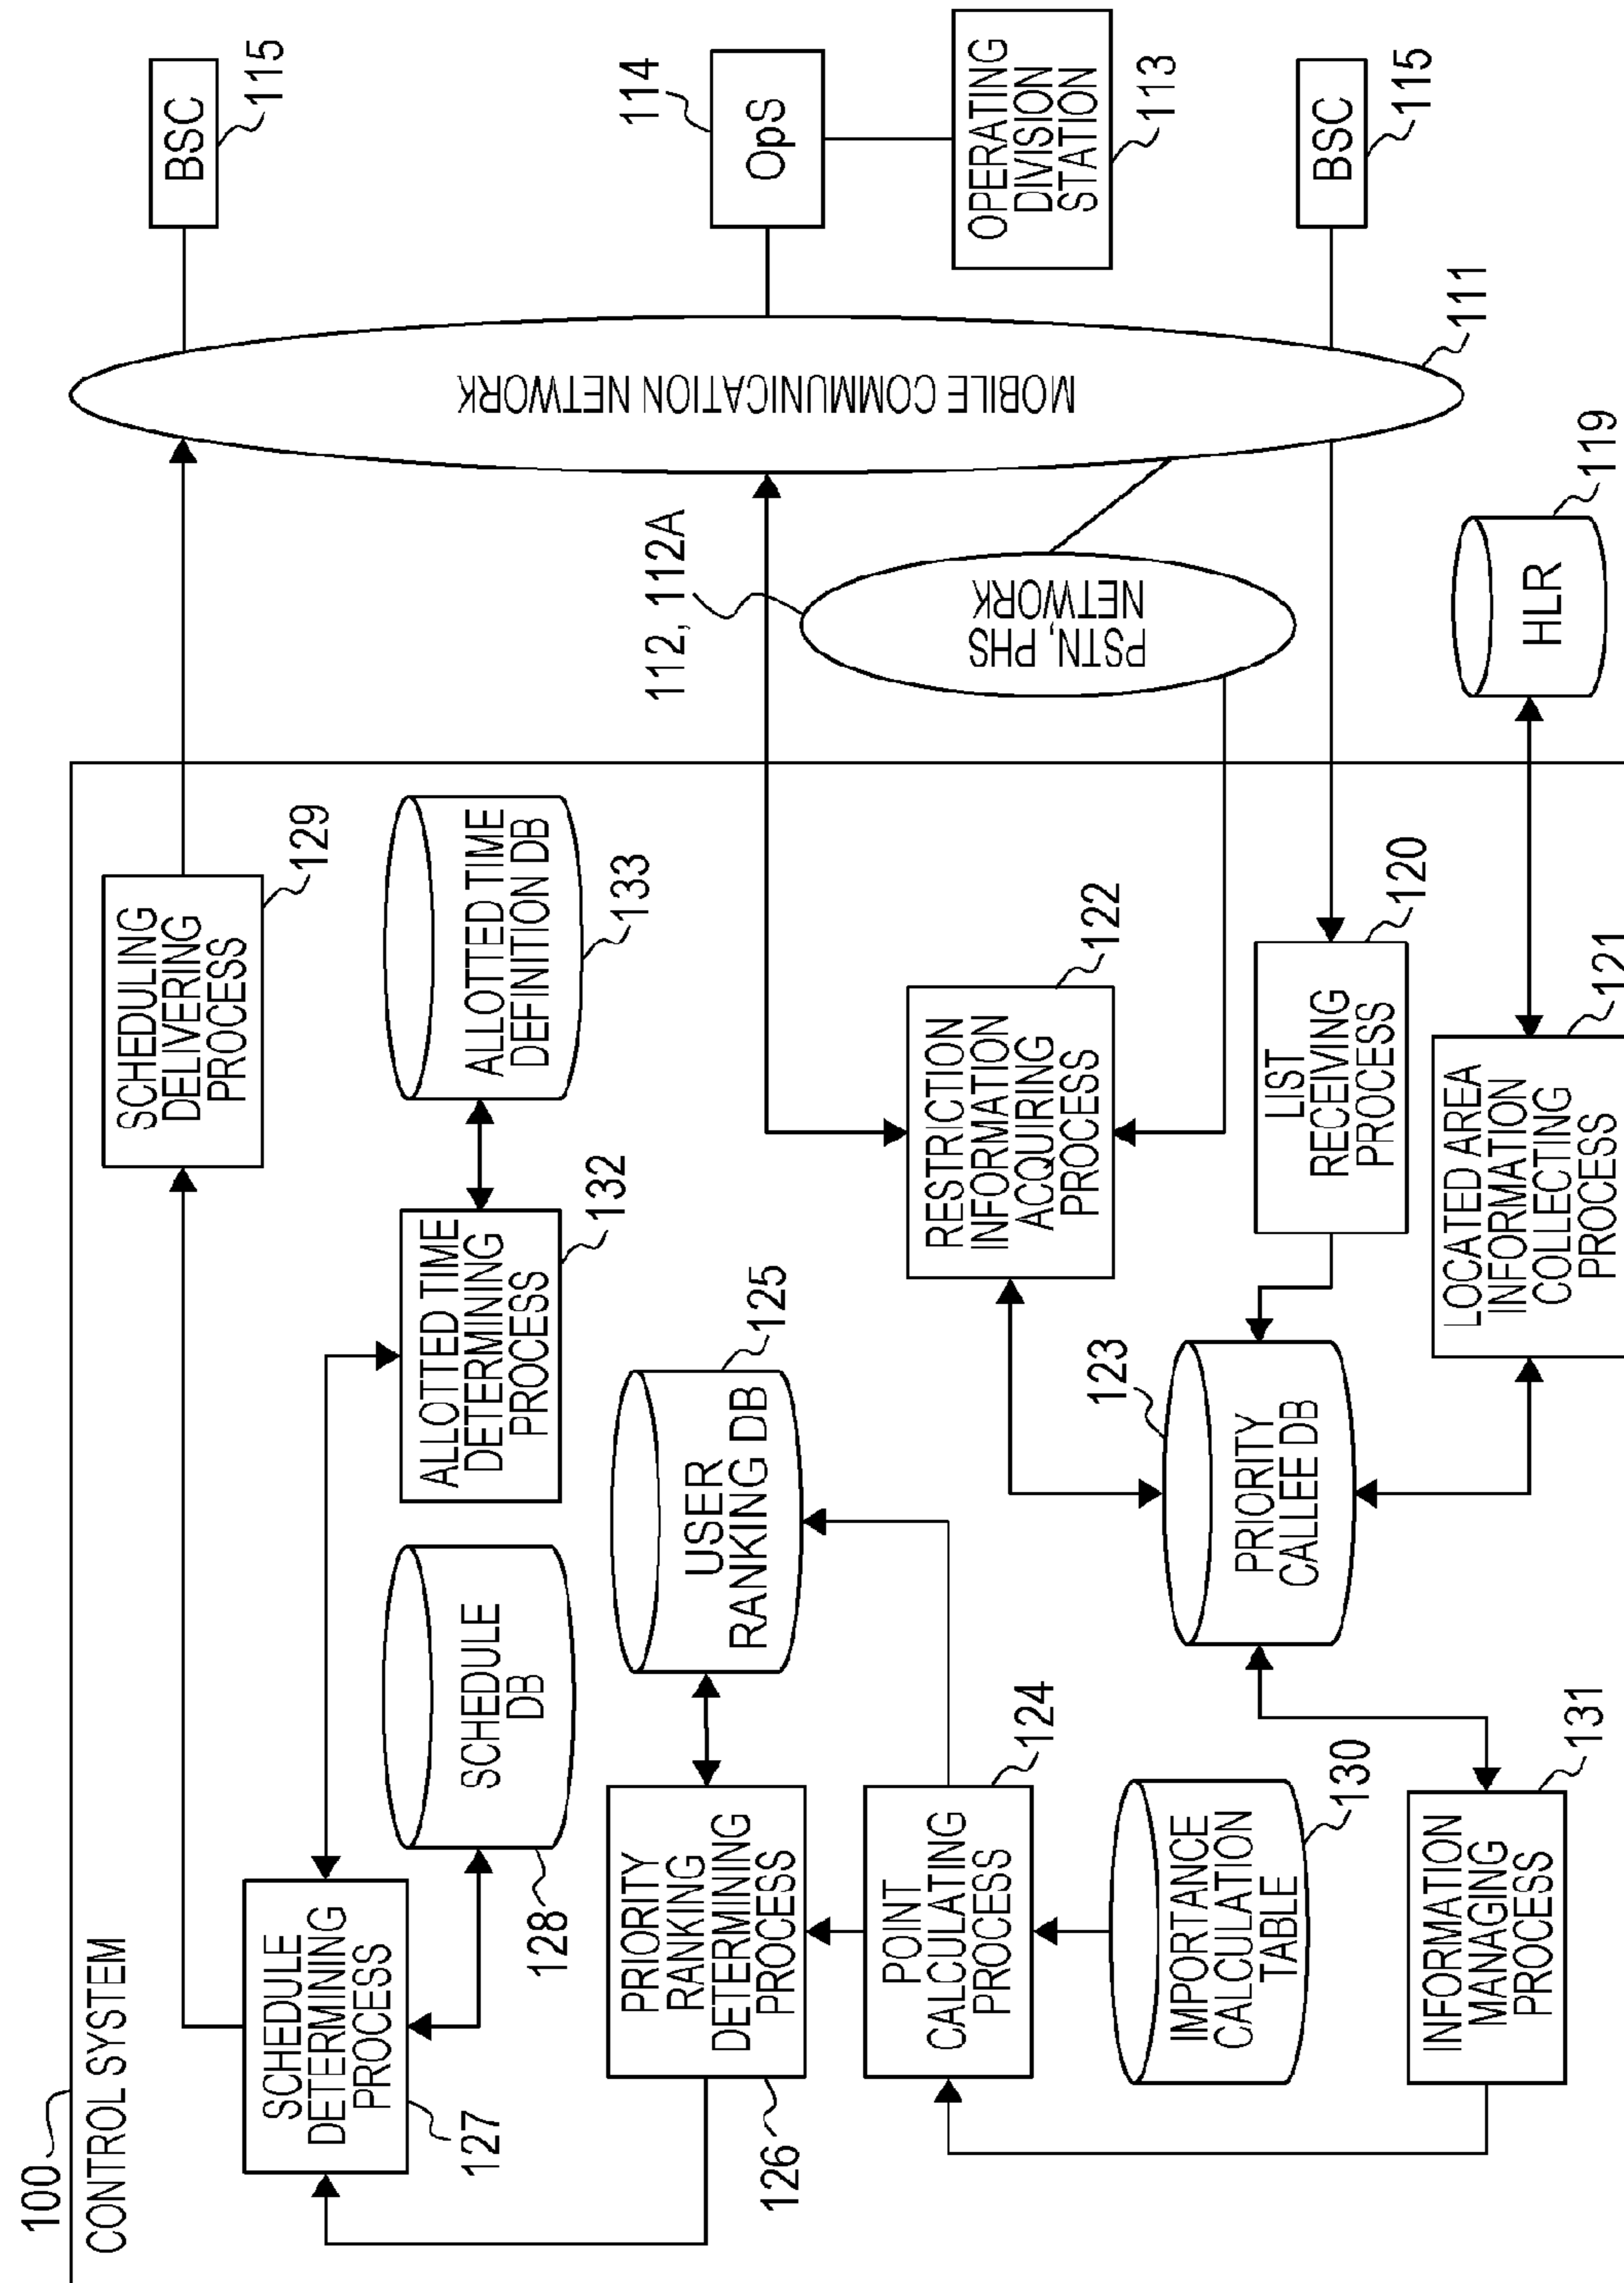 100
CONTROL SYSTEM
SCHEDULE
DETERMINING
PROCESS
127
SCHEDULE
DB
128
ALLOTTED TIME
DETERMINING
PROCESS
132
ALLOTTED TIME
DEFINITION DB
133
SCHEDULING
DELIVERING
PROCESS
129
PRIORITY
RANKING
DETERMINING
PROCESS
126
USER
RANKING DB
125
POINT
CALCULATING
PROCESS
124
IMPORTANCE
CALCULATION
TABLE
130
INFORMATION
MANAGING
PROCESS
131
PRIORITY
CALLEE DB
123
RESTRICTION
INFORMATION
ACQUIRING
PROCESS
122
LIST
RECEIVING
PROCESS
120
LOCATED AREA
INFORMATION
COLLECTING
PROCESS
121
HLR
119
112, 112A
PSTN, PHS
NETWORK
MOBILE COMMUNICATION NETWORK
111
BSC
115
OpS
114
OPERATING
DIVISION
STATION
113
BSC
115